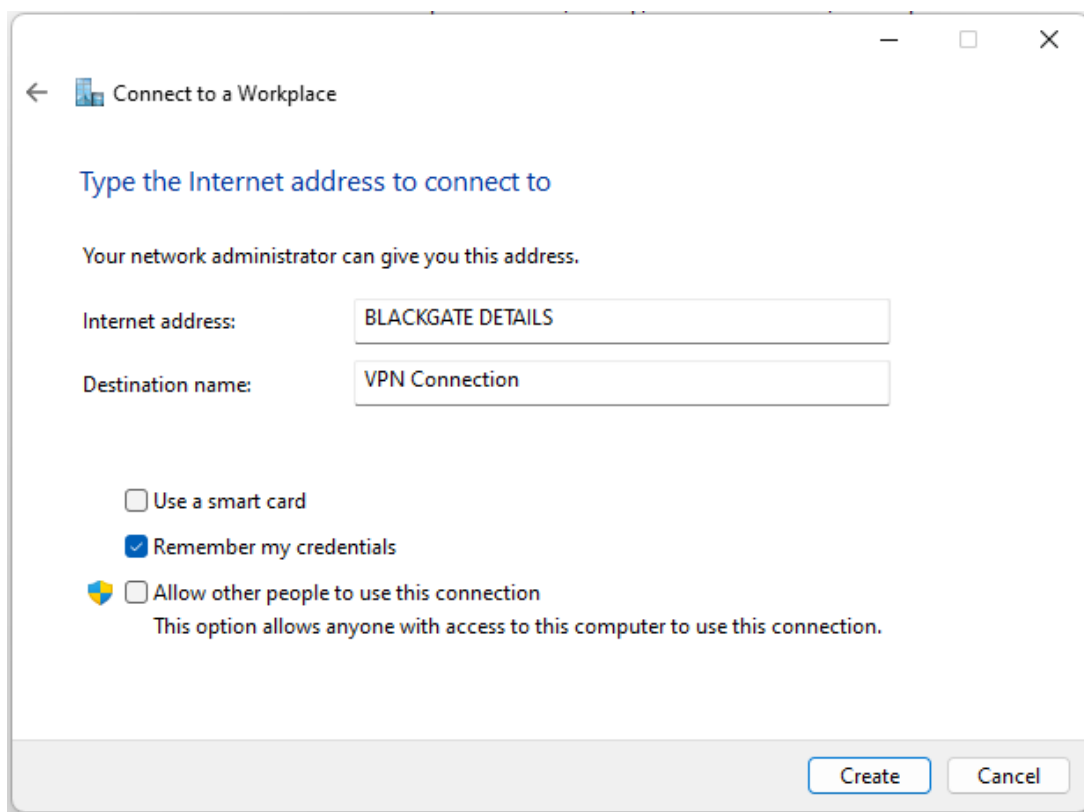 Connect to a Workplace
Type the Internet address to connect to
Your network administrator can give you this address.
Internet address: BLACKGATE DETAILS
Destination name: VPN Connection
Use a smart card
Remember my credentials
Allow other people to use this connection
This option allows anyone with access to this computer to use this connection.
Create Cancel